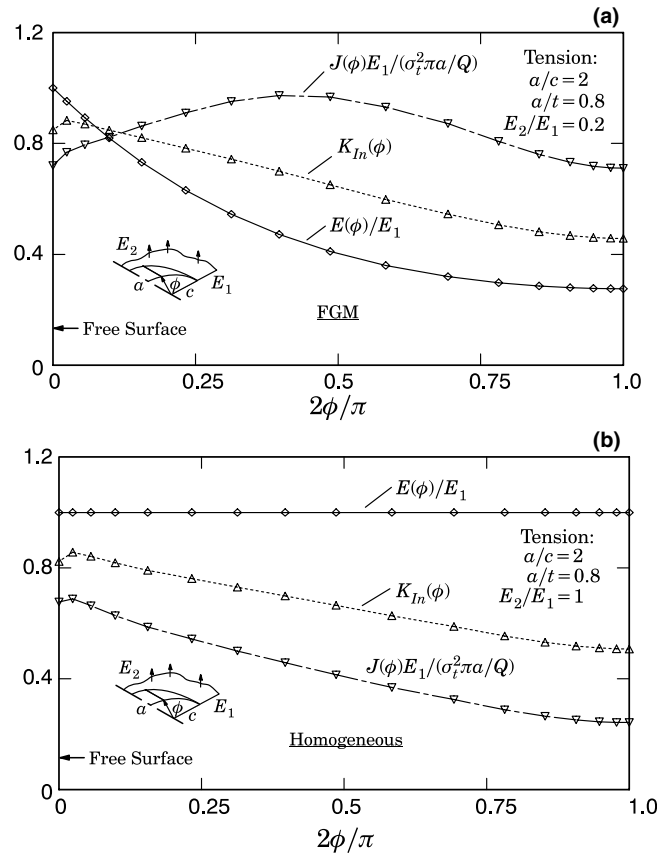 (a)
1.2
J(ϕ)E₁/(σₜ²πa/Q)
Tension:
a/c = 2
a/t = 0.8
E₂/E₁ = 0.2
0.8
K_In(ϕ)
E(ϕ)/E₁
0.4
E₂
E₁
a
ϕ
c
FGM
Free Surface
0
0
0.25
0.5
0.75
1.0
2ϕ/π
(b)
1.2
E(ϕ)/E₁
Tension:
a/c = 2
a/t = 0.8
E₂/E₁ = 1
0.8
K_In(ϕ)
J(ϕ)E₁/(σₜ²πa/Q)
0.4
E₂
E₁
a
ϕ
c
Homogeneous
Free Surface
0
0
0.25
0.5
0.75
1.0
2ϕ/π